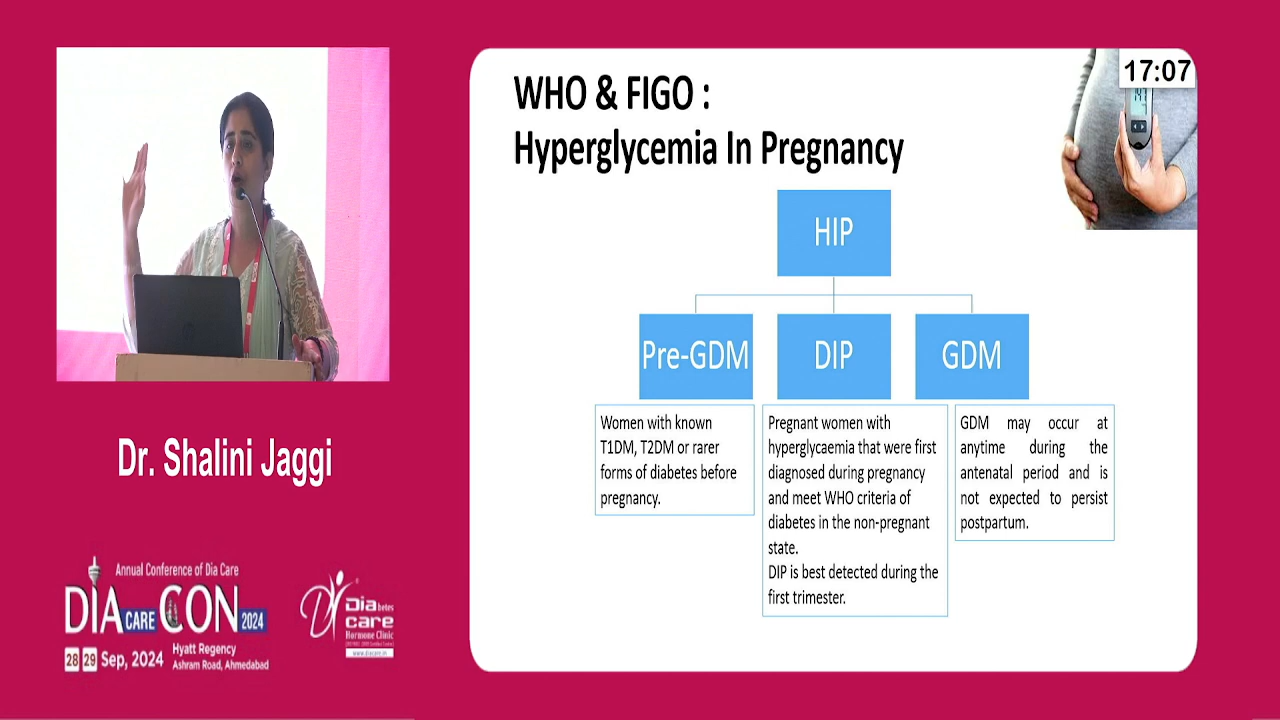 WHO & FIGO :
Hyperglycemia In Pregnancy
17:07
HIP
Pre-GDM
DIP
GDM
Women with known
T1DM, T2DM or rarer
forms of diabetes before
pregnancy.
Pregnant women with
hyperglycaemia that were first
diagnosed during pregnancy
and meet WHO criteria of
diabetes in the non-pregnant
state.
DIP is best detected during the
first trimester.
GDM may occur at
anytime during the
antenatal period and is
not expected to persist
postpartum.
Dr. Shalini Jaggi
Annual Conference of Dia Care
DIA CARE CON 2024
28 29 Sep, 2024
Hyatt Regency
Ashram Road, Ahmedabad
Diabetes
care
Hormone Clinic
www.diacare.in